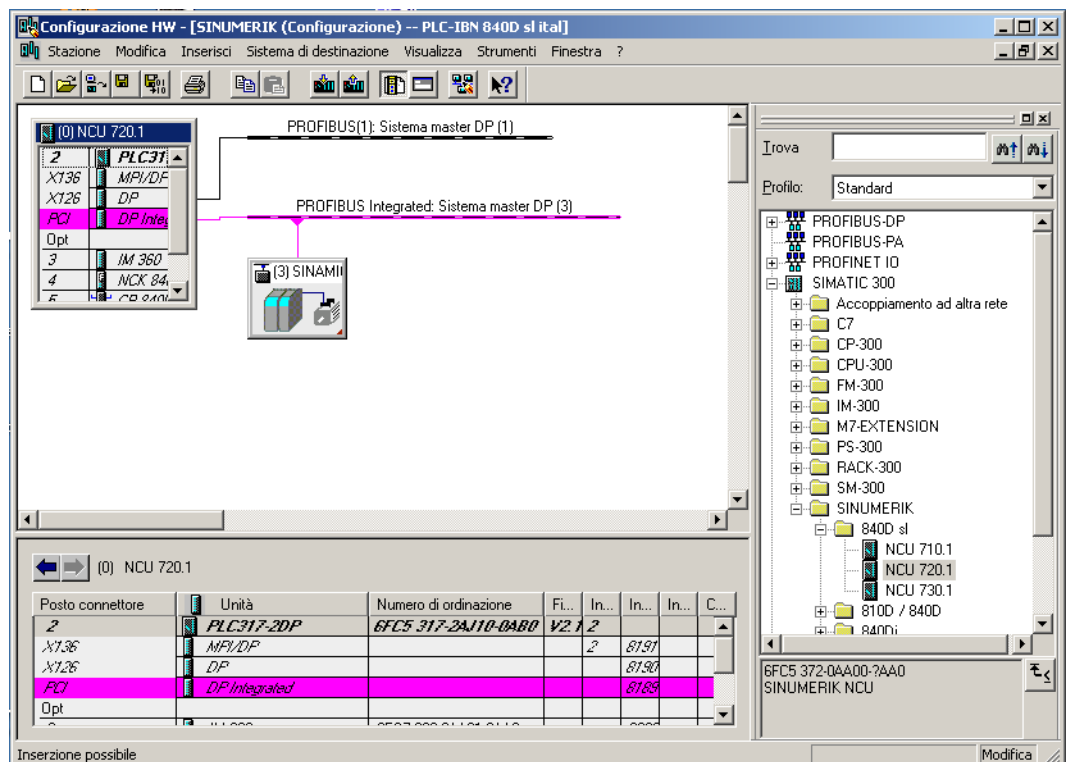 Configurazione HW - [SINUMERIK (Configurazione) -- PLC-IBN 840D sl ital]
Stazione Modifica Inserisci Sistema di destinazione Visualizza Strumenti Finestra ?
(0) NCU 720.1
2 PLC31
X136 MPI/DP
X126 DP
PCI DP Integ
Opt
3 IM 360
4 NCK 84
5 CP 840
PROFIBUS(1): Sistema master DP (1)
PROFIBUS Integrated: Sistema master DP (3)
(3) SINAMI
Trova
Profilo: Standard
PROFIBUS-DP
PROFIBUS-PA
PROFINET IO
SIMATIC 300
Accoppiamento ad altra rete
C7
CP-300
CPU-300
FM-300
IM-300
M7-EXTENSION
PS-300
RACK-300
SM-300
SINUMERIK
840D sl
NCU 710.1
NCU 720.1
NCU 730.1
810D / 840D
840Di
6FC5 372-0AA00-?AA0
SINUMERIK NCU
(0) NCU 720.1
Posto connettore Unità Numero di ordinazione Fi... In... In... In... C...
2 PLC317-2DP 6FC5 317-2AJ10-0AB0 V2.1 2
X136 MPI/DP 2 8191
X126 DP 8190
PCI DP Integrated 8189
Opt
Inserzione possibile
Modifica